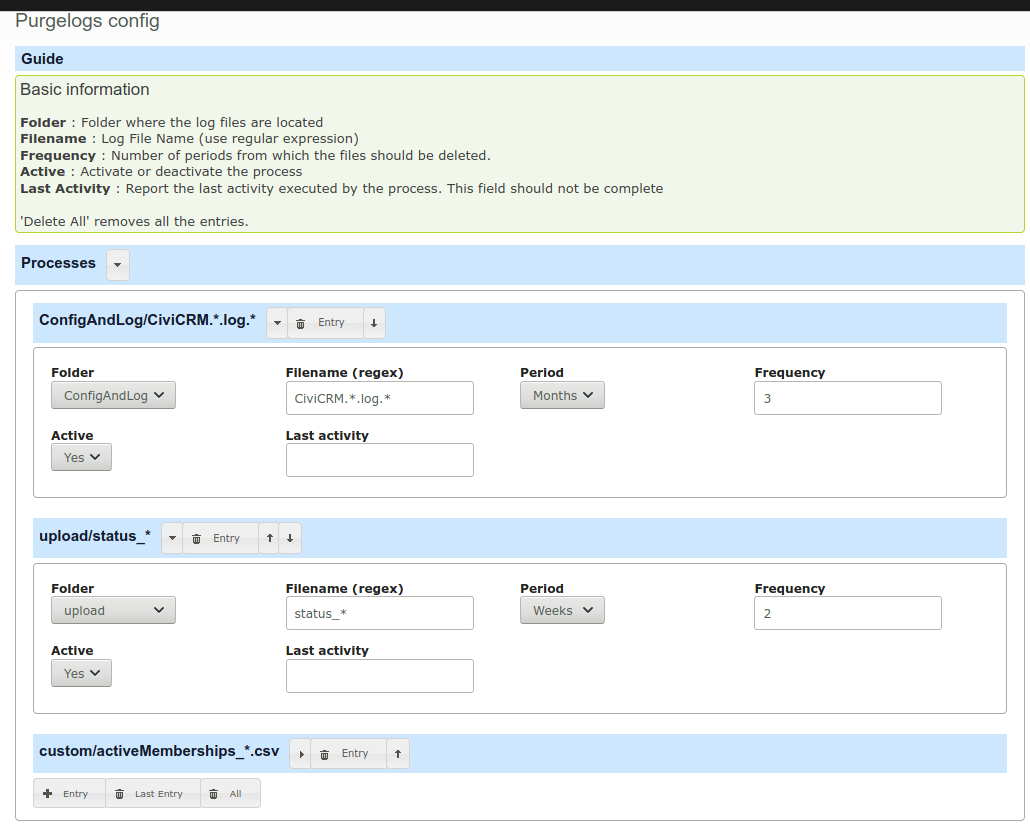 Purgelogs config
Guide
Basic information
Folder : Folder where the log files are located
Filename : Log File Name (use regular expression)
Frequency : Number of periods from which the files should be deleted.
Active : Activate or deactivate the process
Last Activity : Report the last activity executed by the process. This field should not be complete
'Delete All' removes all the entries.
Processes
ConfigAndLog/CiviCRM.*.log.* Entry
Folder Filename (regex) Period Frequency
ConfigAndLog CiviCRM.*.log.* Months 3
Active Last activity
Yes
upload/status_* Entry
Folder Filename (regex) Period Frequency
upload status_* Weeks 2
Active Last activity
Yes
custom/activeMemberships_*.csv Entry
Entry Last Entry All